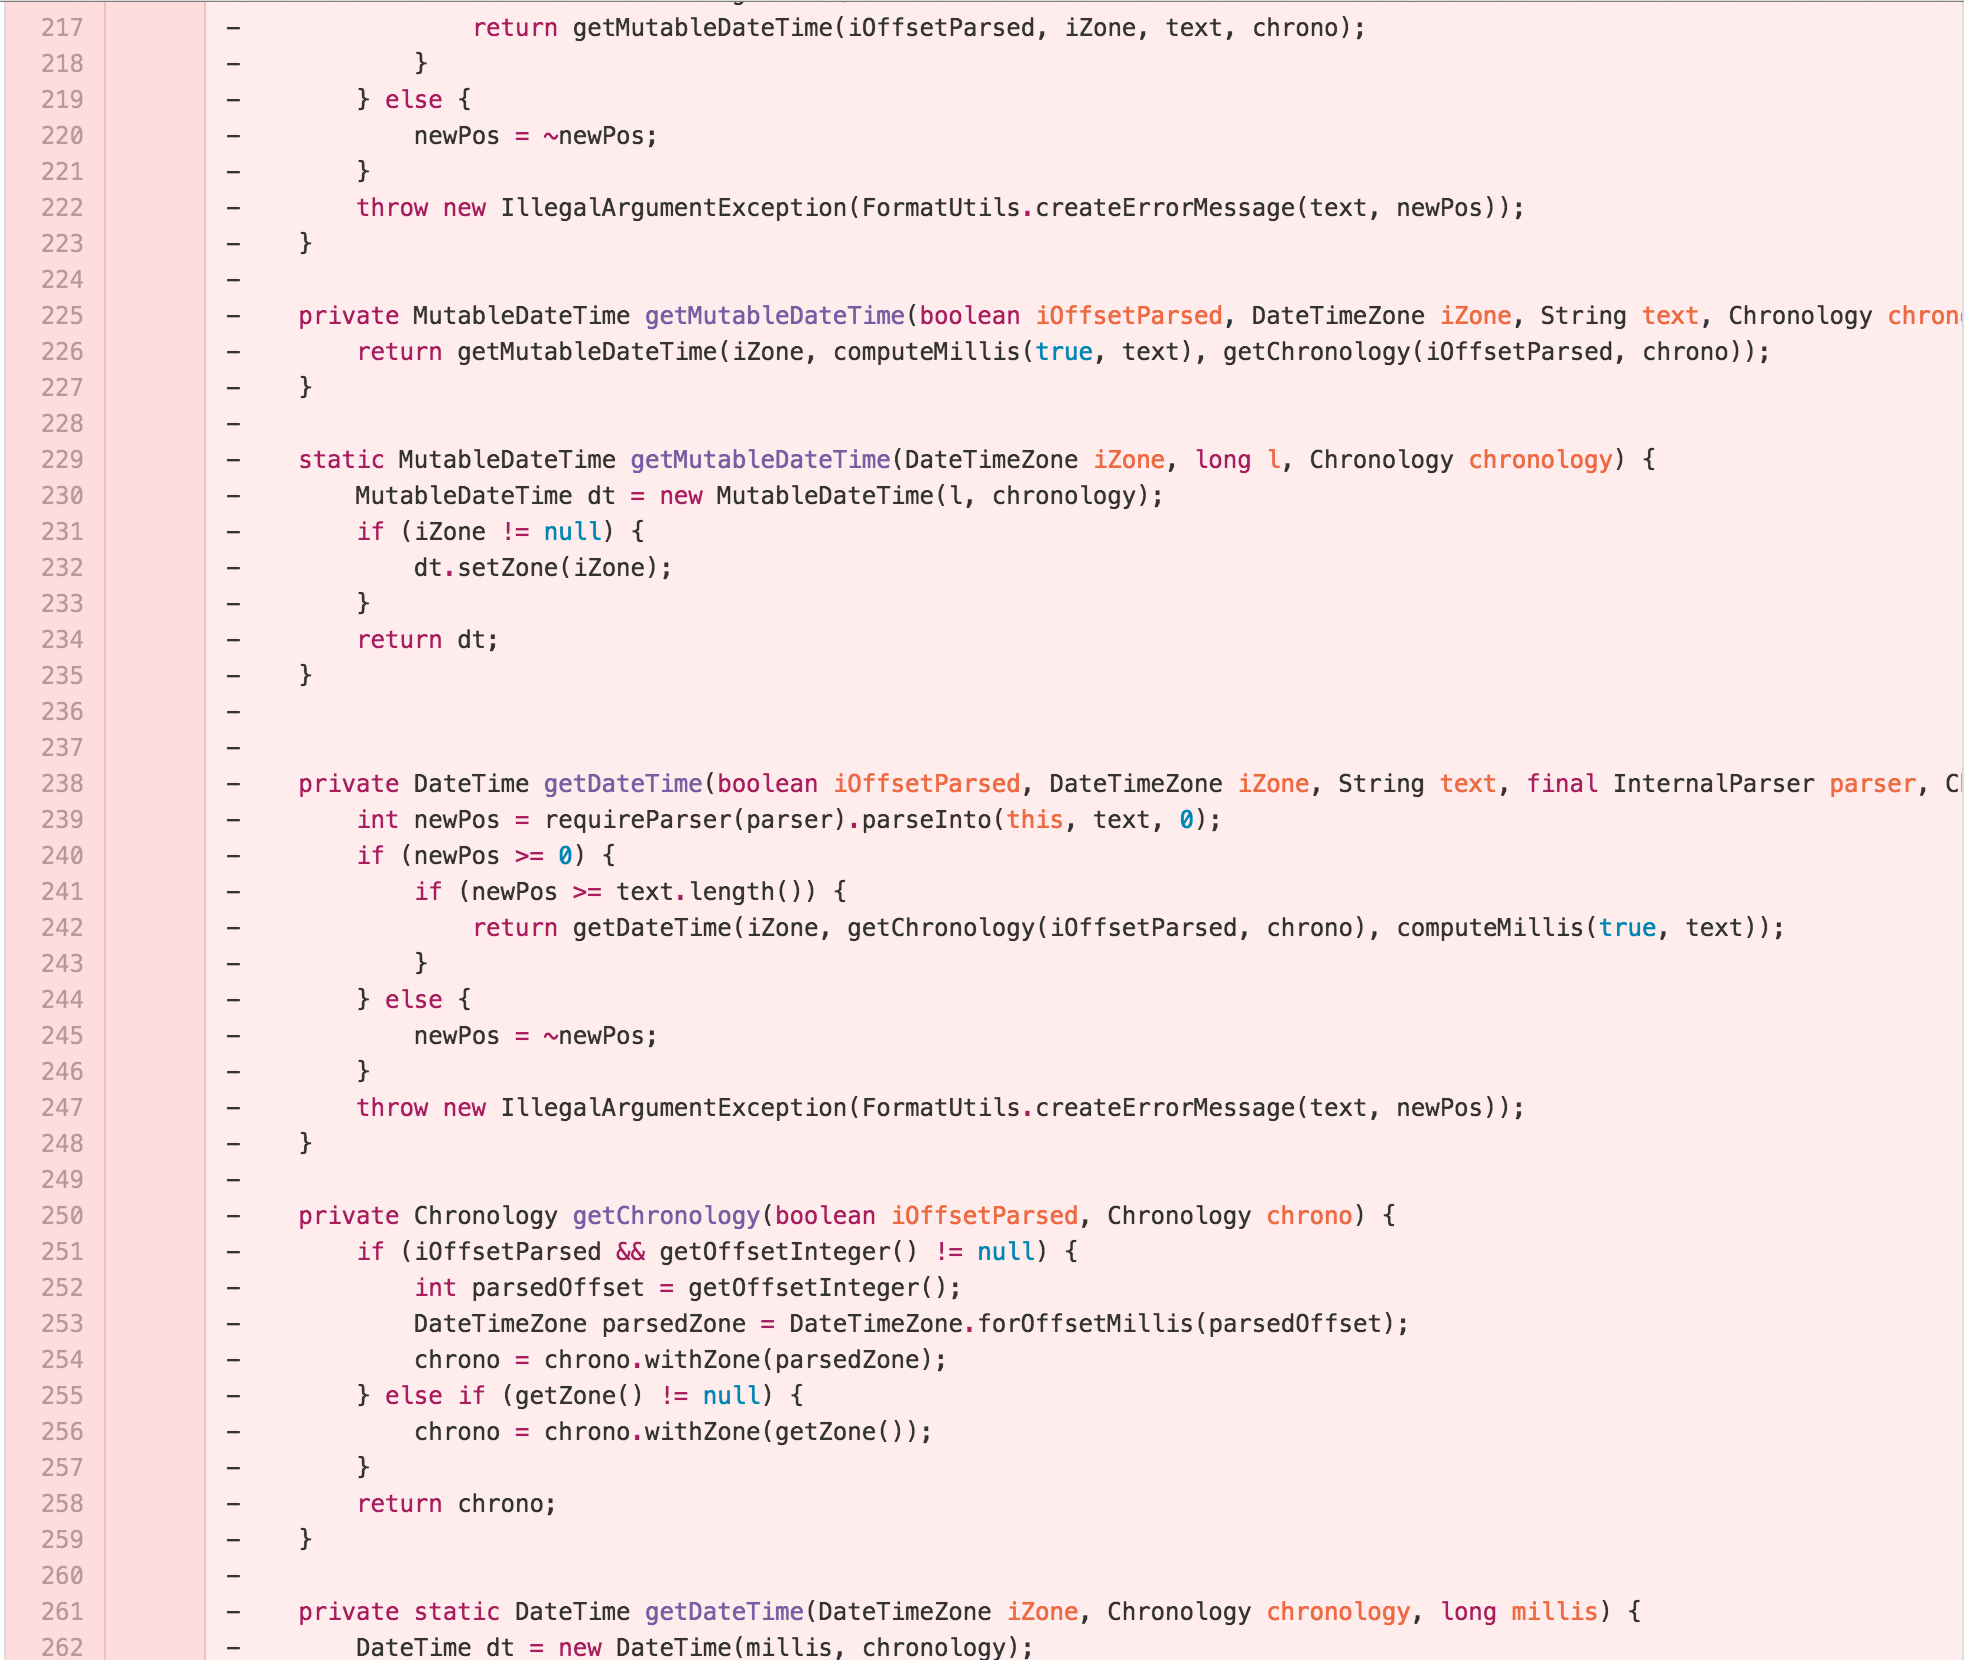 217 -                 return getMutableDateTime(iOffsetParsed, iZone, text, chrono);
218 -             }
219 -         } else {
220 -             newPos = ~newPos;
221 -         }
222 -         throw new IllegalArgumentException(FormatUtils.createErrorMessage(text, newPos));
223 -     }
224 -
225 -     private MutableDateTime getMutableDateTime(boolean iOffsetParsed, DateTimeZone iZone, String text, Chronology chron
226 -         return getMutableDateTime(iZone, computeMillis(true, text), getChronology(iOffsetParsed, chrono));
227 -     }
228 -
229 -     static MutableDateTime getMutableDateTime(DateTimeZone iZone, long l, Chronology chronology) {
230 -         MutableDateTime dt = new MutableDateTime(l, chronology);
231 -         if (iZone != null) {
232 -             dt.setZone(iZone);
233 -         }
234 -         return dt;
235 -     }
236 -
237 -
238 -     private DateTime getDateTime(boolean iOffsetParsed, DateTimeZone iZone, String text, final InternalParser parser, C
239 -         int newPos = requireParser(parser).parseInto(this, text, 0);
240 -         if (newPos >= 0) {
241 -             if (newPos >= text.length()) {
242 -                 return getDateTime(iZone, getChronology(iOffsetParsed, chrono), computeMillis(true, text));
243 -             }
244 -         } else {
245 -             newPos = ~newPos;
246 -         }
247 -         throw new IllegalArgumentException(FormatUtils.createErrorMessage(text, newPos));
248 -     }
249 -
250 -     private Chronology getChronology(boolean iOffsetParsed, Chronology chrono) {
251 -         if (iOffsetParsed && getOffsetInteger() != null) {
252 -             int parsedOffset = getOffsetInteger();
253 -             DateTimeZone parsedZone = DateTimeZone.forOffsetMillis(parsedOffset);
254 -             chrono = chrono.withZone(parsedZone);
255 -         } else if (getZone() != null) {
256 -             chrono = chrono.withZone(getZone());
257 -         }
258 -         return chrono;
259 -     }
260 -
261 -     private static DateTime getDateTime(DateTimeZone iZone, Chronology chronology, long millis) {
262 -         DateTime dt = new DateTime(millis, chronology);